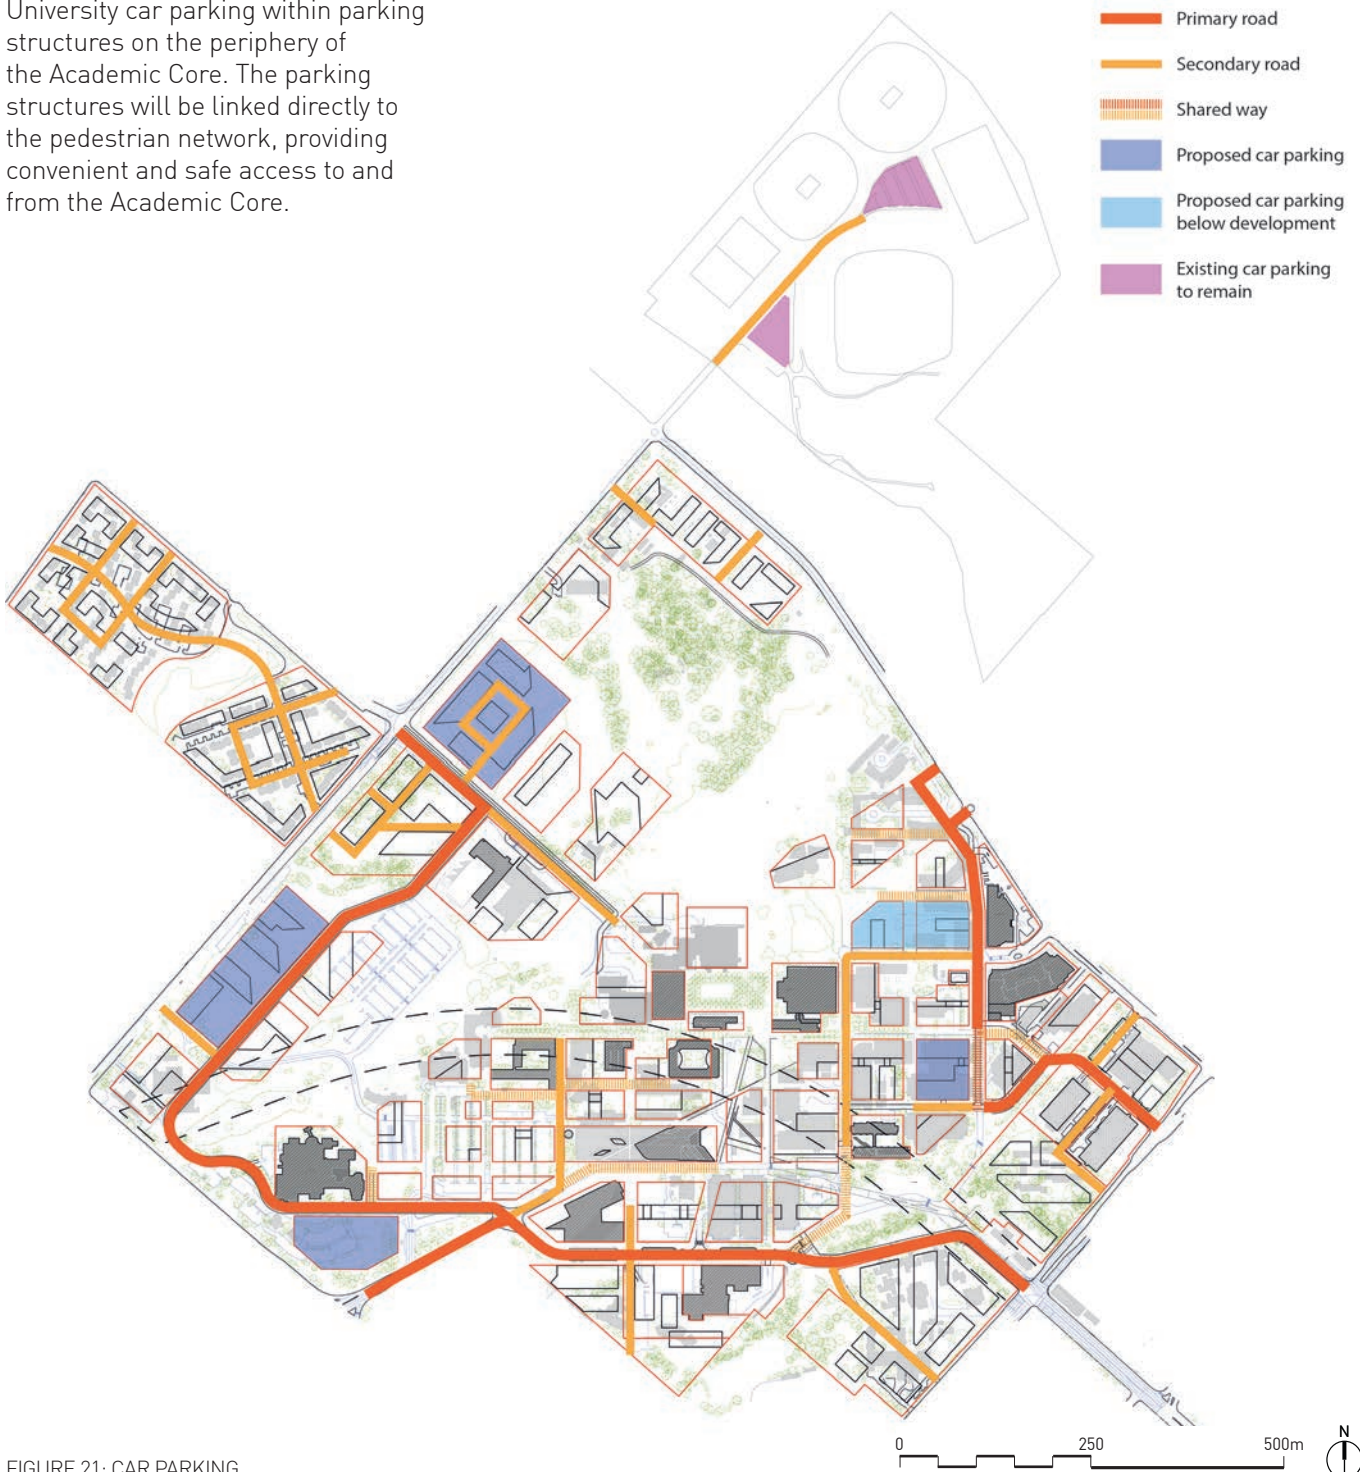 University car parking within parking
structures on the periphery of
the Academic Core. The parking
structures will be linked directly to
the pedestrian network, providing
convenient and safe access to and
from the Academic Core.
Primary road
Secondary road
Shared way
Proposed car parking
Proposed car parking
below development
Existing car parking
to remain
0 250 500m
N
FIGURE 21: CAR PARKING